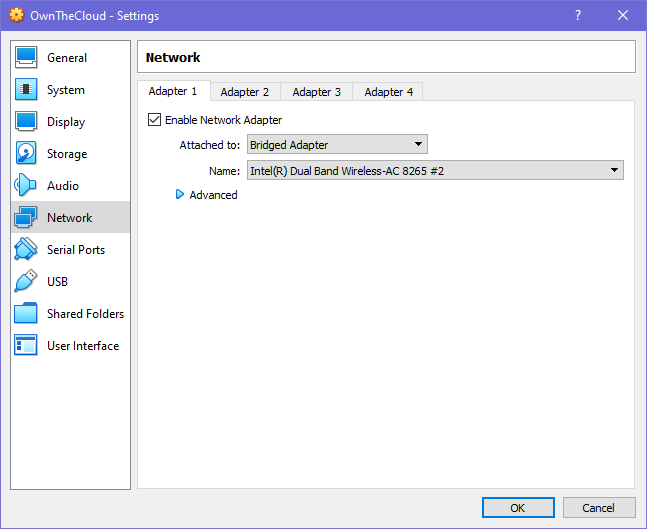 OwnTheCloud - Settings
?
General
System
Display
Storage
Audio
Network
Serial Ports
USB
Shared Folders
User Interface
Network
Adapter 1 Adapter 2 Adapter 3 Adapter 4
Enable Network Adapter
Attached to: Bridged Adapter
Name: Intel(R) Dual Band Wireless-AC 8265 #2
Advanced
OK Cancel